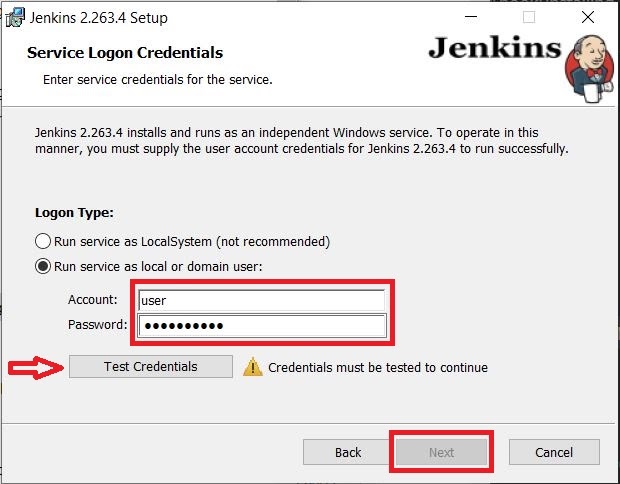 Jenkins 2.263.4 Setup
Service Logon Credentials
Jenkins
Enter service credentials for the service.
Jenkins 2.263.4 installs and runs as an independent Windows service. To operate in this
manner, you must supply the user account credentials for Jenkins 2.263.4 to run successfully.
Logon Type:
Run service as LocalSystem (not recommended)
Run service as local or domain user:
Account: user
Password: ●●●●●●●●●●
Test Credentials Credentials must be tested to continue
Back Next Cancel